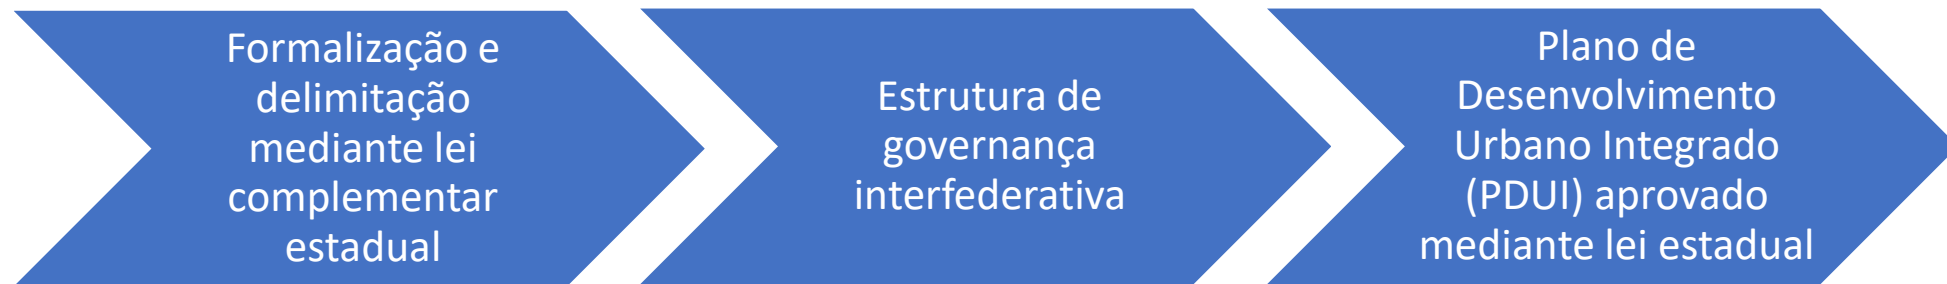 Formalização e
delimitação
mediante lei
complementar
estadual
Estrutura de
governança
interfederativa
Plano de
Desenvolvimento
Urbano Integrado
(PDUI) aprovado
mediante lei estadual